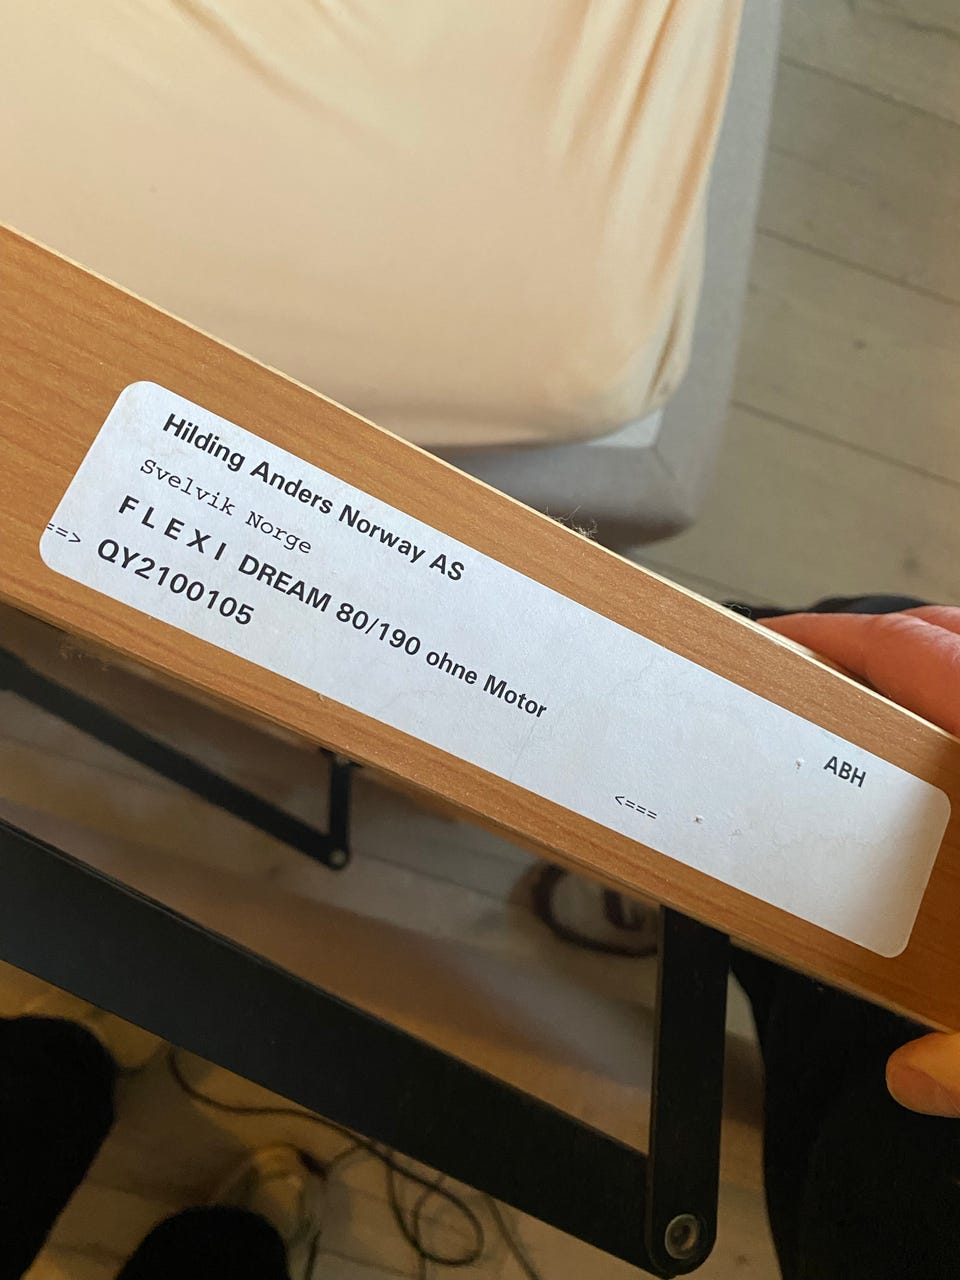 Hilding Anders Norway AS
Svelvik Norge
FLEXI DREAM 80/190 ohne Motor
==> QY2100105
ABH
<===